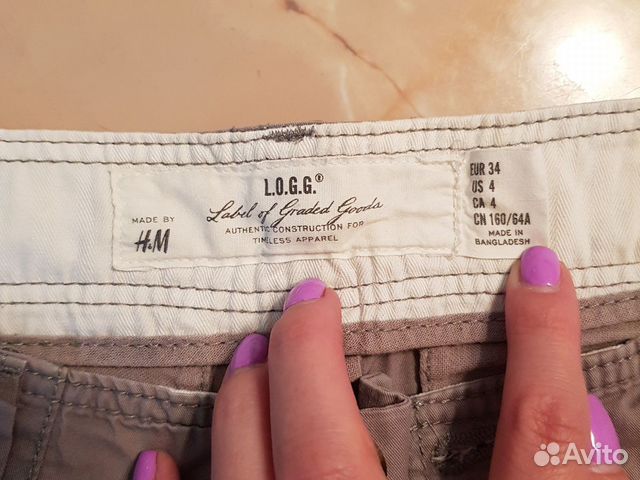 L.O.G.G.®
Label of Graded Goods
AUTHENTIC CONSTRUCTION FOR
TIMELESS APPAREL
MADE BY
H&M
EUR 34
US 4
CA 4
CN 160/64A
MADE IN
BANGLADESH
Avito